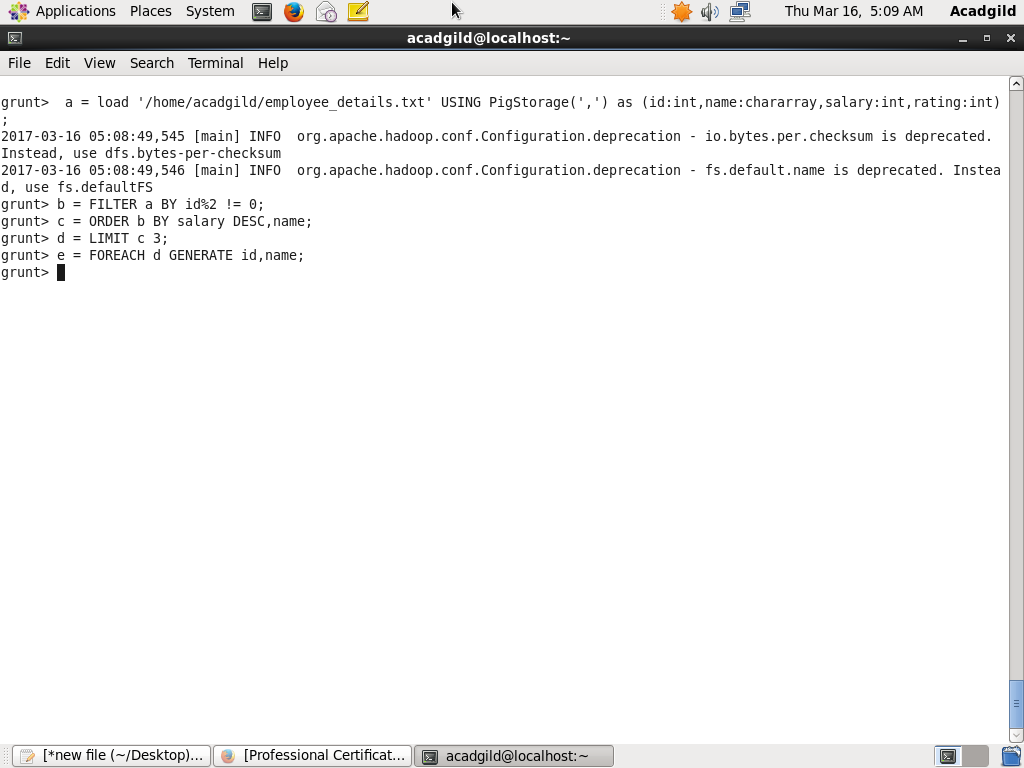 Applications Places System Thu Mar 16, 5:09 AM Acadgild
acadgild@localhost:~
File Edit View Search Terminal Help
grunt>  a = load '/home/acadgild/employee_details.txt' USING PigStorage(',') as (id:int,name:chararray,salary:int,rating:int)
;
2017-03-16 05:08:49,545 [main] INFO  org.apache.hadoop.conf.Configuration.deprecation - io.bytes.per.checksum is deprecated.
Instead, use dfs.bytes-per-checksum
2017-03-16 05:08:49,546 [main] INFO  org.apache.hadoop.conf.Configuration.deprecation - fs.default.name is deprecated. Instea
d, use fs.defaultFS
grunt> b = FILTER a BY id%2 != 0;
grunt> c = ORDER b BY salary DESC,name;
grunt> d = LIMIT c 3;
grunt> e = FOREACH d GENERATE id,name;
grunt>
[*new file (~/Desktop)... [Professional Certificat... acadgild@localhost:~